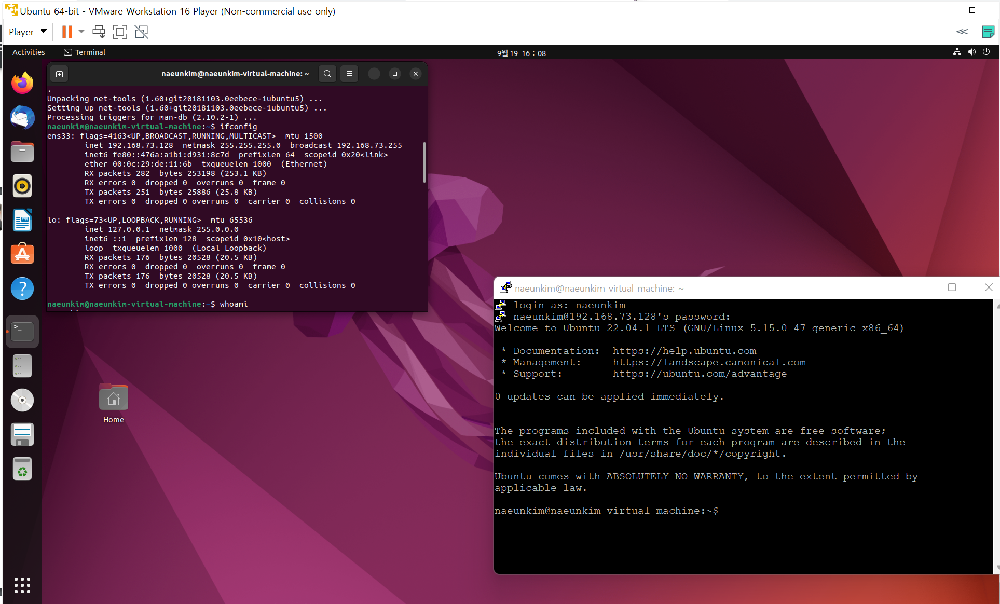 Ubuntu 64-bit - VMware Workstation 16 Player (Non-commercial use only)
Player
Activities
Terminal
9월 19 16 : 08
naeunkim@naeunkim-virtual-machine: ~
.
Unpacking net-tools (1.60+git20181103.0eebece-1ubuntu5) ...
Setting up net-tools (1.60+git20181103.0eebece-1ubuntu5) ...
Processing triggers for man-db (2.10.2-1) ...
naeunkim@naeunkim-virtual-machine:~$ ifconfig
ens33: flags=4163<UP,BROADCAST,RUNNING,MULTICAST>  mtu 1500
        inet 192.168.73.128  netmask 255.255.255.0  broadcast 192.168.73.255
        inet6 fe80::476a:a1b1:d931:8c7d  prefixlen 64  scopeid 0x20<link>
        ether 00:0c:29:de:11:6b  txqueuelen 1000  (Ethernet)
        RX packets 282  bytes 253198 (253.1 KB)
        RX errors 0  dropped 0  overruns 0  frame 0
        TX packets 251  bytes 25886 (25.8 KB)
        TX errors 0  dropped 0 overruns 0  carrier 0  collisions 0
lo: flags=73<UP,LOOPBACK,RUNNING>  mtu 65536
        inet 127.0.0.1  netmask 255.0.0.0
        inet6 ::1  prefixlen 128  scopeid 0x10<host>
        loop  txqueuelen 1000  (Local Loopback)
        RX packets 176  bytes 20528 (20.5 KB)
        RX errors 0  dropped 0  overruns 0  frame 0
        TX packets 176  bytes 20528 (20.5 KB)
        TX errors 0  dropped 0 overruns 0  carrier 0  collisions 0
naeunkim@naeunkim-virtual-machine:~$ whoami
Home
naeunkim@naeunkim-virtual-machine: ~
login as: naeunkim
naeunkim@192.168.73.128's password:
Welcome to Ubuntu 22.04.1 LTS (GNU/Linux 5.15.0-47-generic x86_64)
 * Documentation:  https://help.ubuntu.com
 * Management:     https://landscape.canonical.com
 * Support:        https://ubuntu.com/advantage
0 updates can be applied immediately.
The programs included with the Ubuntu system are free software;
the exact distribution terms for each program are described in the
individual files in /usr/share/doc/*/copyright.
Ubuntu comes with ABSOLUTELY NO WARRANTY, to the extent permitted by
applicable law.
naeunkim@naeunkim-virtual-machine:~$